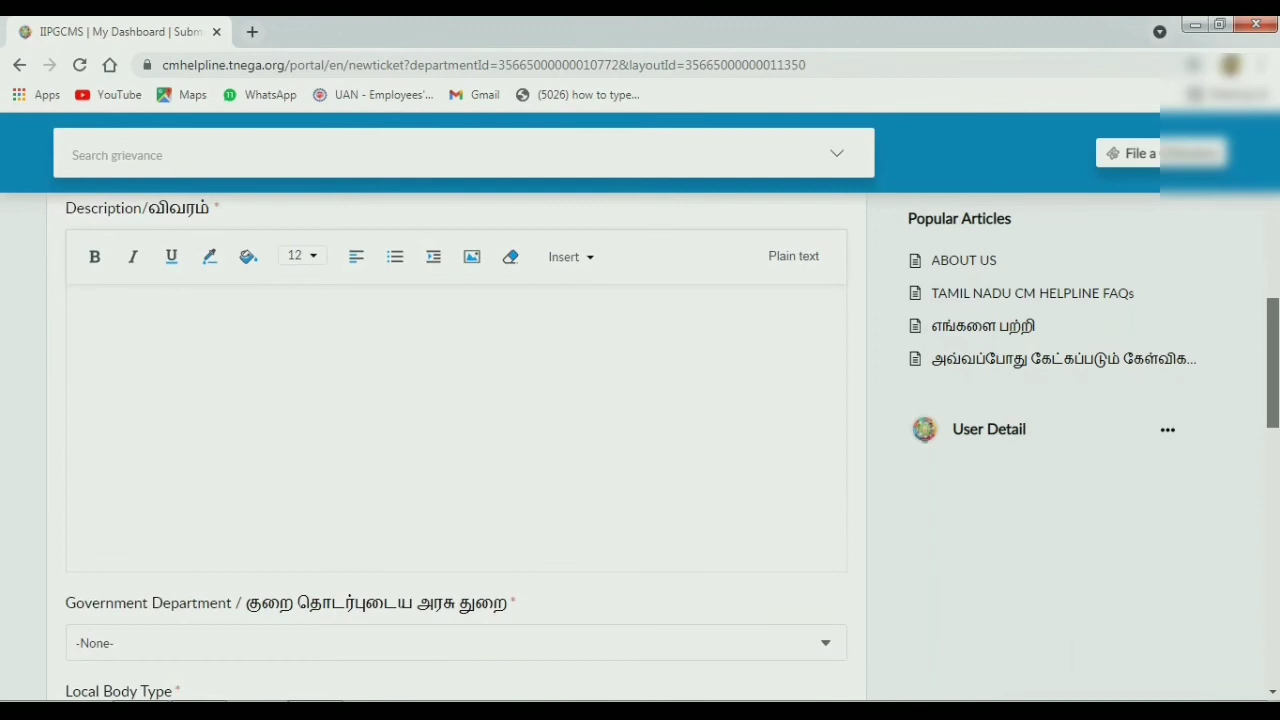 IIPGCMS | My Dashboard | Subm
cmhelpline.tnega.org/portal/en/newticket?departmentId=35665000000010772&layoutId=35665000000011350
Apps YouTube Maps WhatsApp UAN - Employees'... Gmail (5026) how to type...
Search grievance
File a
Description/விவரம் *
B I U 12 Insert Plain text
Popular Articles
ABOUT US
TAMIL NADU CM HELPLINE FAQs
எங்களை பற்றி
அவ்வப்போது கேட்கப்படும் கேள்விக...
User Detail
Government Department / குறை தொடர்புடைய அரசு துறை *
-None-
Local Body Type *